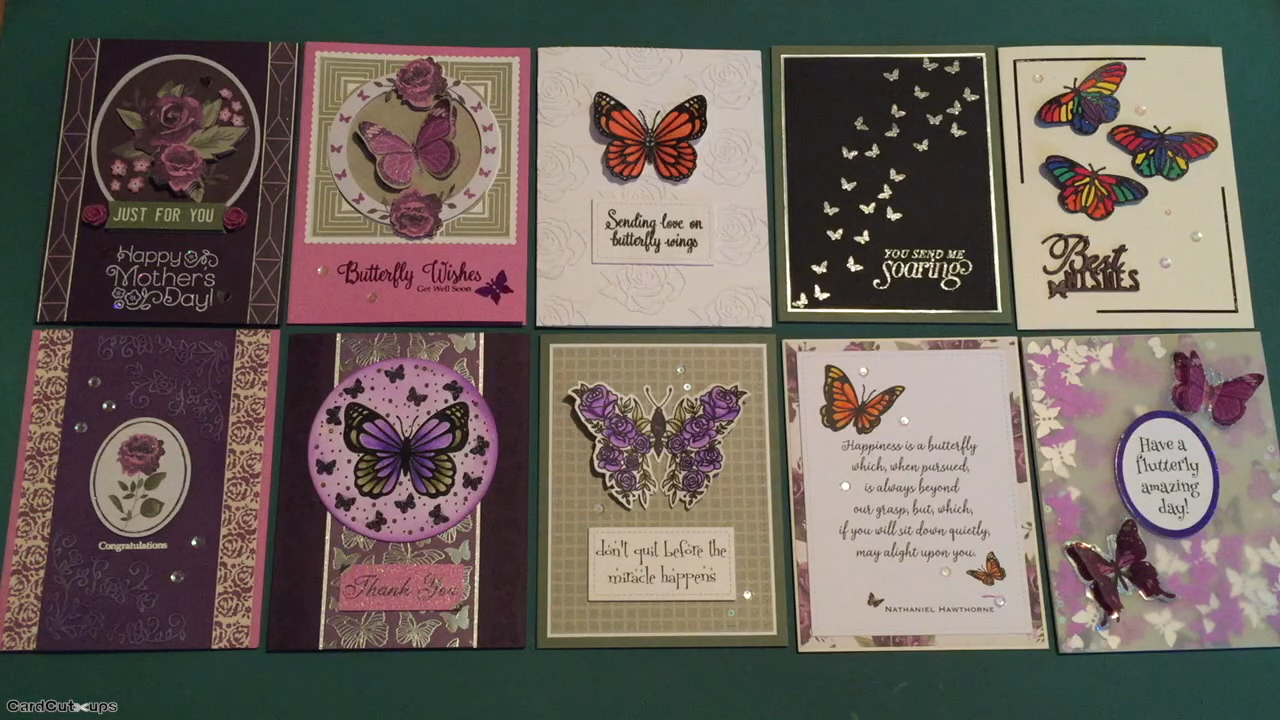 JUST FOR YOU
Happy
Mother's
Day!
Butterfly Wishes
Get Well Soon
Sending love on
butterfly wings
YOU SEND ME
soaring
Best
WISHES
Congratulations
Thank You
don't quit before the
miracle happens
Happiness is a butterfly
which, when pursued,
is always beyond
our grasp, but, which,
if you will sit down quietly,
may alight upon you.
NATHANIEL HAWTHORNE
Have a
flutterly
amazing
day!
CardCutups